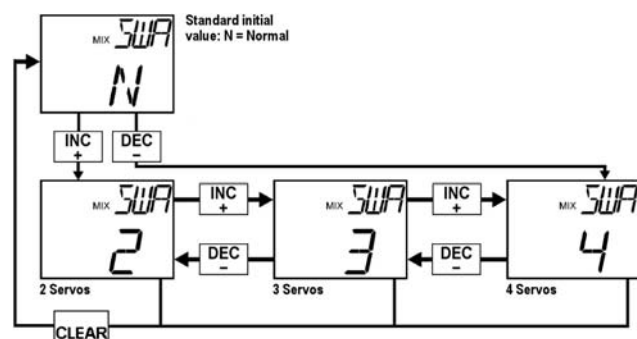 Standard initial
value: N = Normal
MIX SWA
N
INC
+
DEC
–
MIX SWA
2
INC
+
DEC
–
MIX SWA
3
INC
+
DEC
–
MIX SWA
4
2 Servos
3 Servos
4 Servos
CLEAR